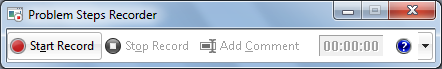 Problem Steps Recorder
Start Record Stop Record Add Comment 00:00:00 ?